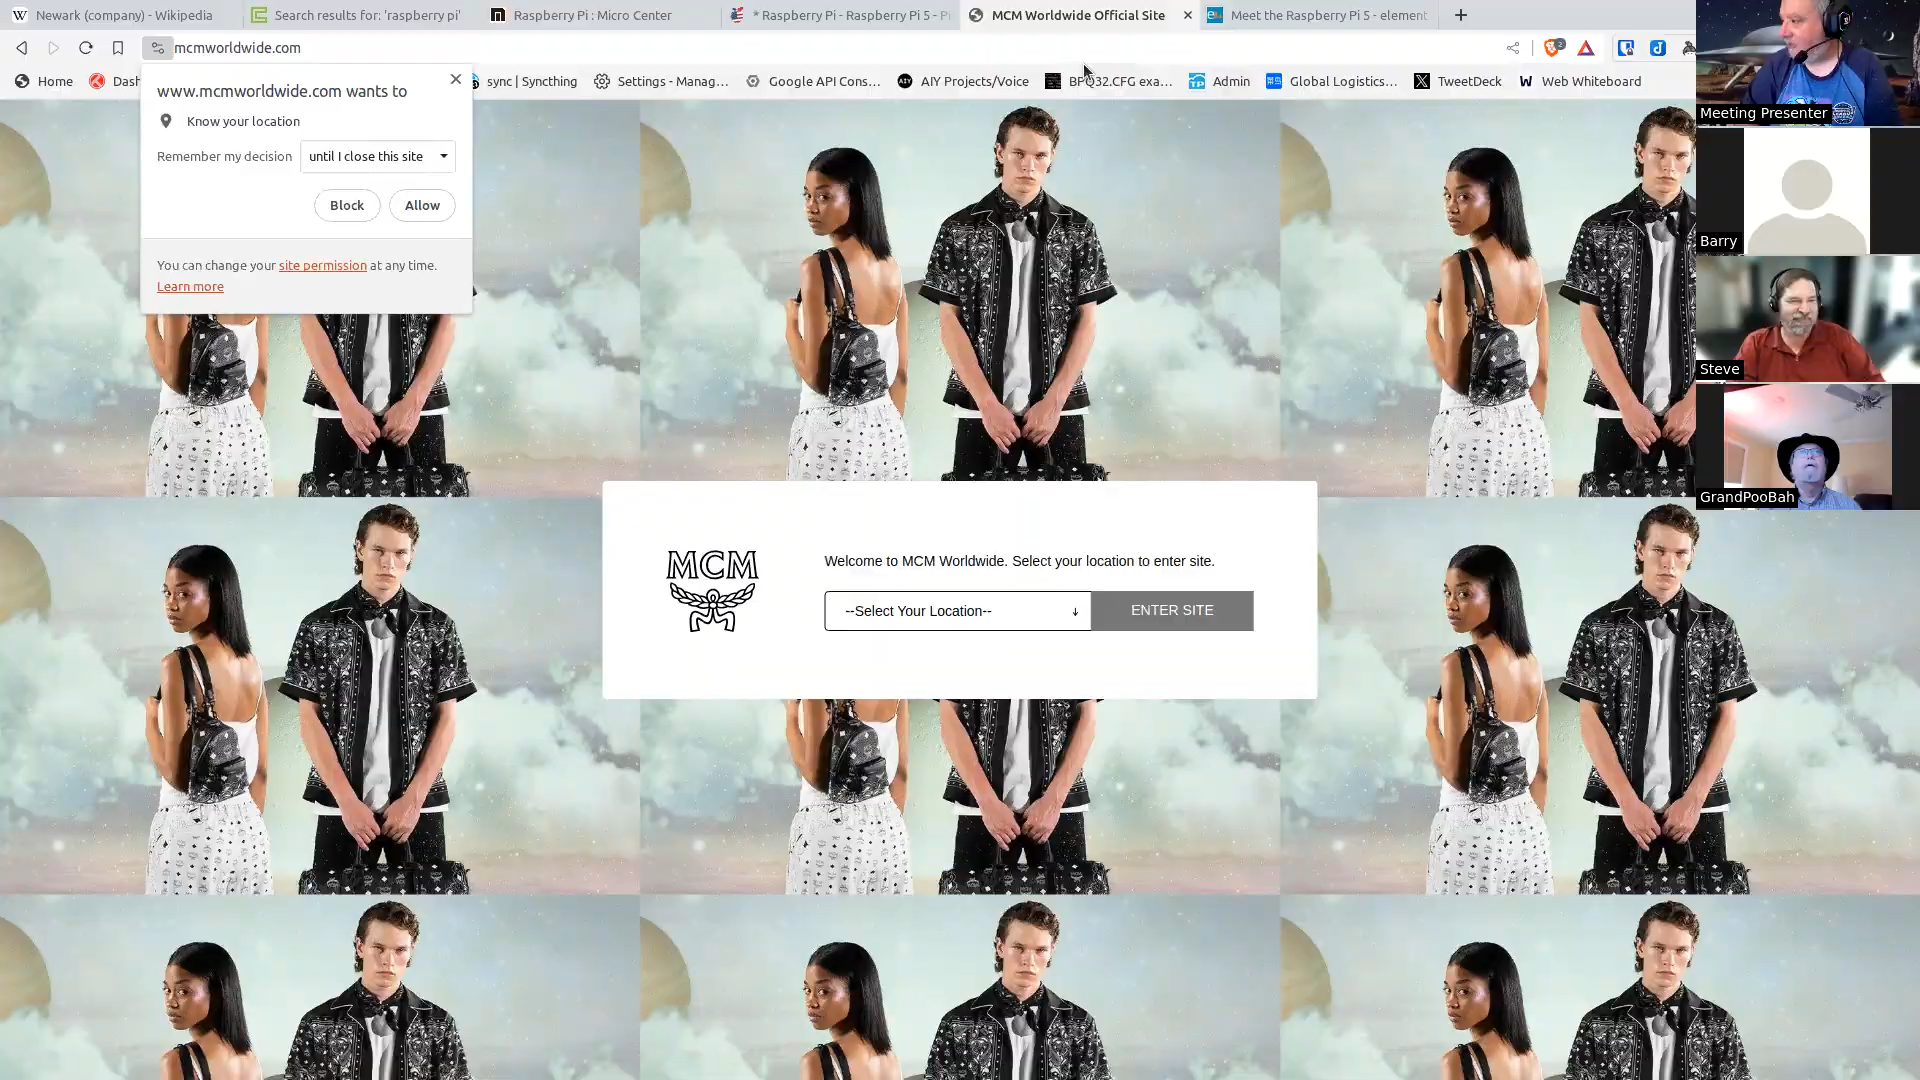 Newark (company) - Wikipedia
Search results for: 'raspberry pi'
Raspberry Pi : Micro Center
* Raspberry Pi - Raspberry Pi 5 - P
MCM Worldwide Official Site
Meet the Raspberry Pi 5 - element
mcmworldwide.com
2
Home
Dash
sync | Syncthing
Settings - Manag...
Google API Cons...
AIY Projects/Voice
BPQ32.CFG exa...
Admin
Global Logistics...
TweetDeck
W Web Whiteboard
www.mcmworldwide.com wants to
Know your location
Remember my decision
until I close this site
Block
Allow
You can change your site permission at any time.
Learn more
Meeting Presenter
Barry
Steve
GrandPooBah
MCM
Welcome to MCM Worldwide. Select your location to enter site.
--Select Your Location--
ENTER SITE